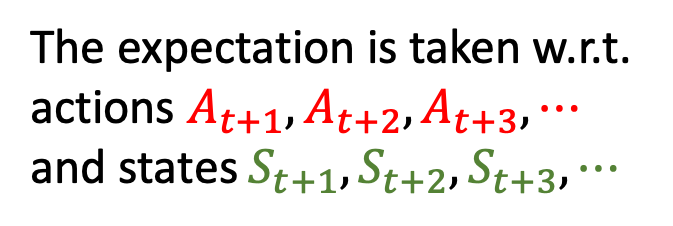 The expectation is taken w.r.t.
actions A_{t+1}, A_{t+2}, A_{t+3}, ⋯
and states S_{t+1}, S_{t+2}, S_{t+3}, ⋯